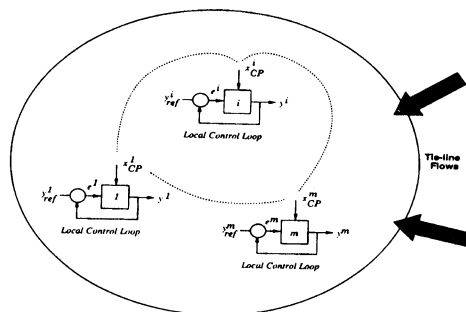 x^i_CP
y^i_ref e^i i y^i
Local Control Loop
Tie-line
Flows
x^1_CP
y^1_ref e^1 1 y^1
Local Control Loop
x^m_CP
y^m_ref e^m m y^m
Local Control Loop